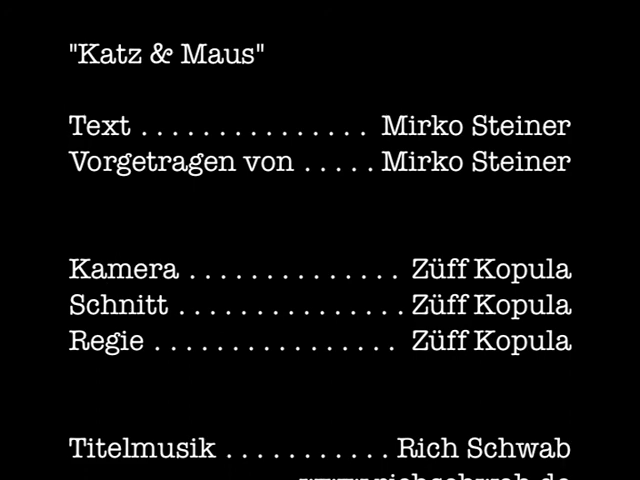 "Katz & Maus"
Text . . . . . . . . . . . . . . . Mirko Steiner
Vorgetragen von . . . . . Mirko Steiner
Kamera . . . . . . . . . . . . . . Züff Kopula
Schnitt . . . . . . . . . . . . . . . Züff Kopula
Regie . . . . . . . . . . . . . . . . Züff Kopula
Titelmusik . . . . . . . . . . . Rich Schwab